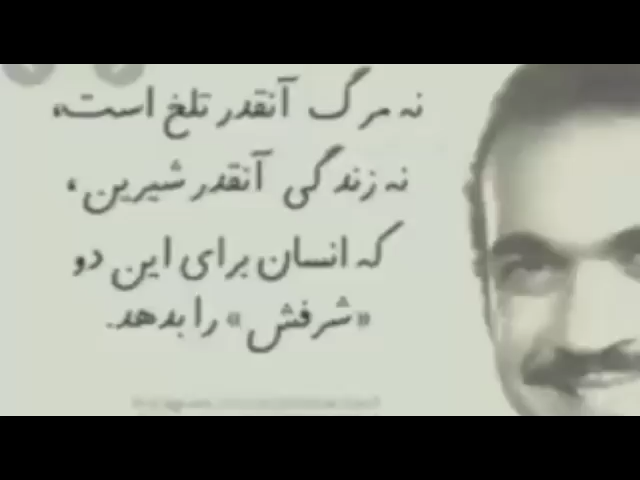 نه مرگ آنقدر تلخ است،
نه زندگی آنقدر شیرین،
که انسان برای این دو
«شرفش» را بدهد.